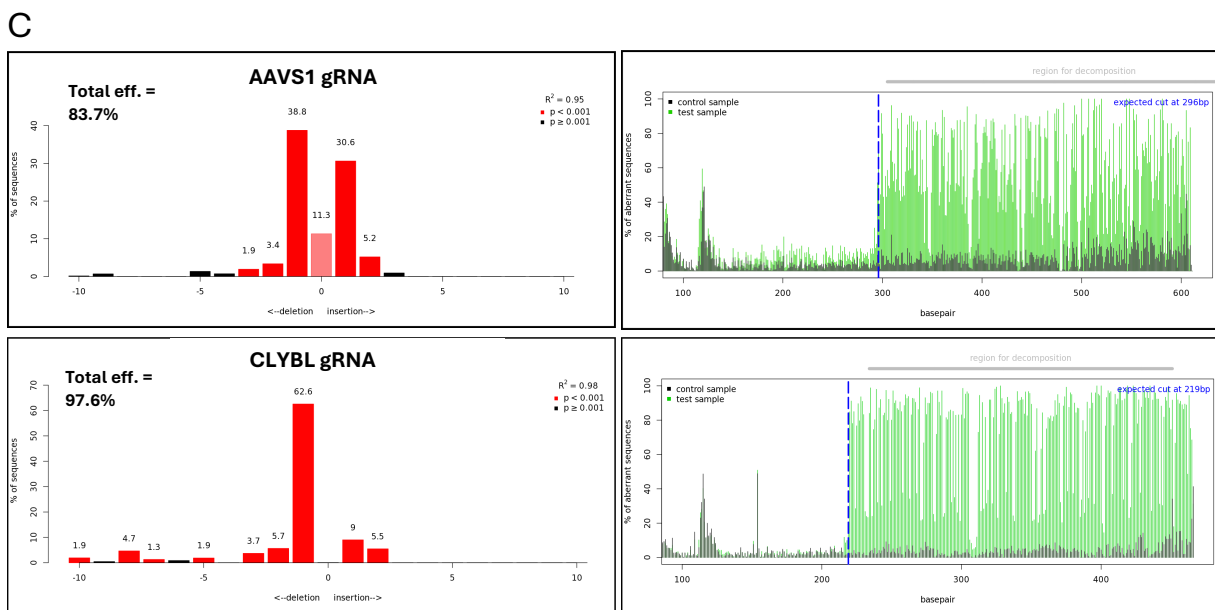 C
AAVS1 gRNA
Total eff. =
83.7%
R² = 0.95
p < 0.001
p ≥ 0.001
38.8
30.6
11.3
5.2
3.4
1.9
% of sequences
0
10
20
30
40
-10
-5
0
5
10
<--deletion insertion-->
region for decomposition
control sample
test sample
expected cut at 296bp
% of aberrant sequences
0
20
40
60
80
100
100
200
300
400
500
600
basepair
CLYBL gRNA
Total eff. =
97.6%
R² = 0.98
p < 0.001
p ≥ 0.001
62.6
1.9
4.7
1.3
1.9
3.7
5.7
9
5.5
% of sequences
0
10
20
30
40
50
60
70
-10
-5
0
5
10
<--deletion insertion-->
region for decomposition
control sample
test sample
expected cut at 219bp
% of aberrant sequences
0
20
40
60
80
100
100
200
300
400
basepair